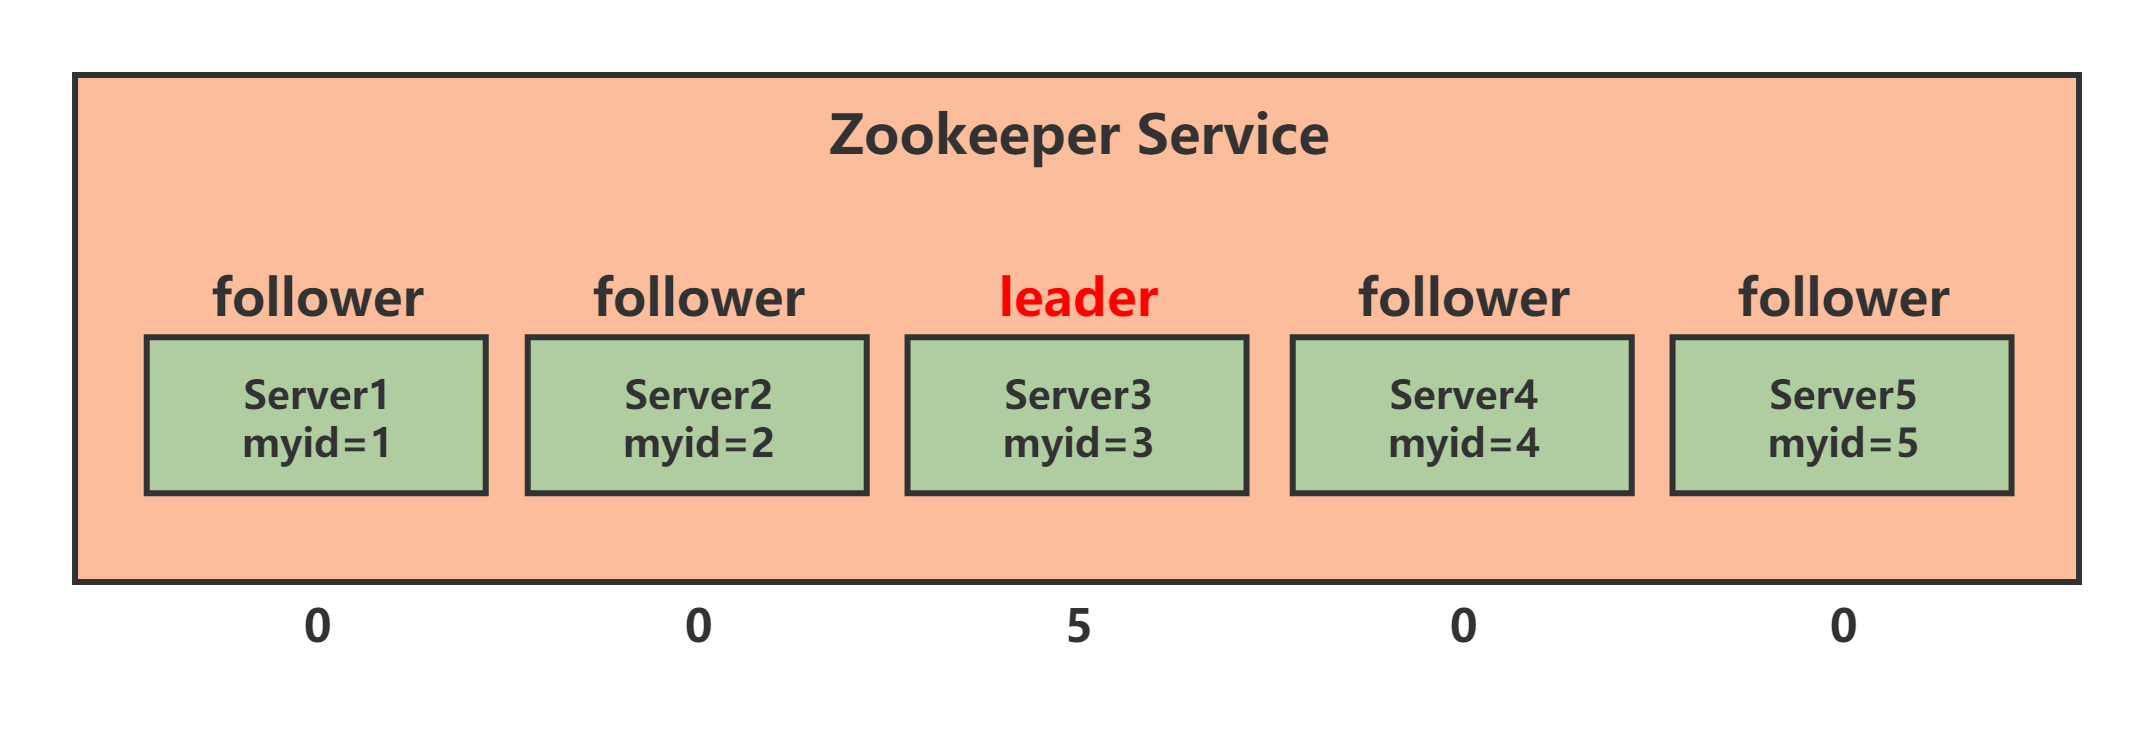 Zookeeper Service
follower follower leader follower follower
Server1 Server2 Server3 Server4 Server5
myid=1 myid=2 myid=3 myid=4 myid=5
0 0 5 0 0